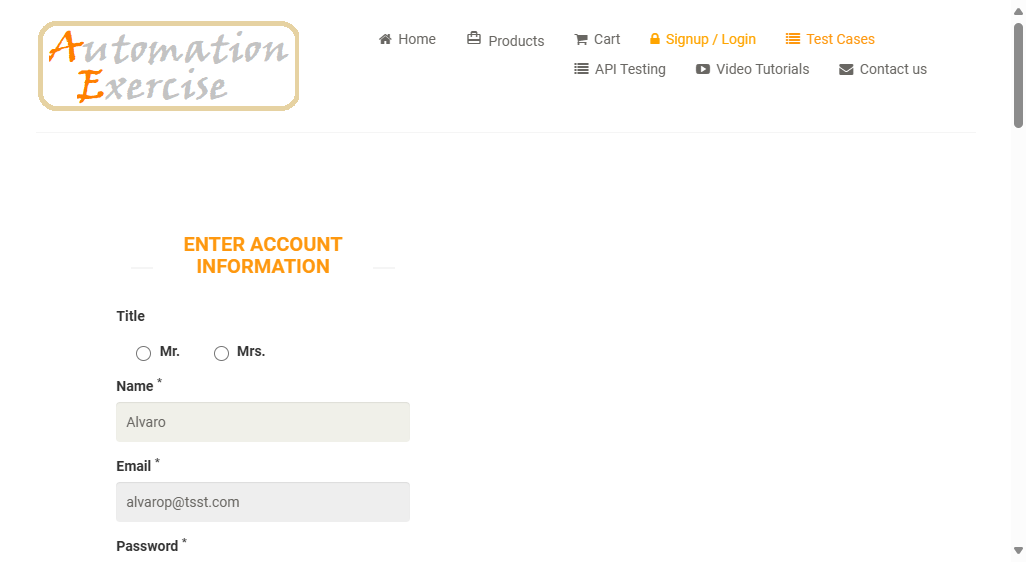 Automation
Exercise
Home
Products
Cart
Signup / Login
Test Cases
API Testing
Video Tutorials
Contact us
ENTER ACCOUNT
INFORMATION
Title
Mr.
Mrs.
Name *
Alvaro
Email *
alvarop@tsst.com
Password *